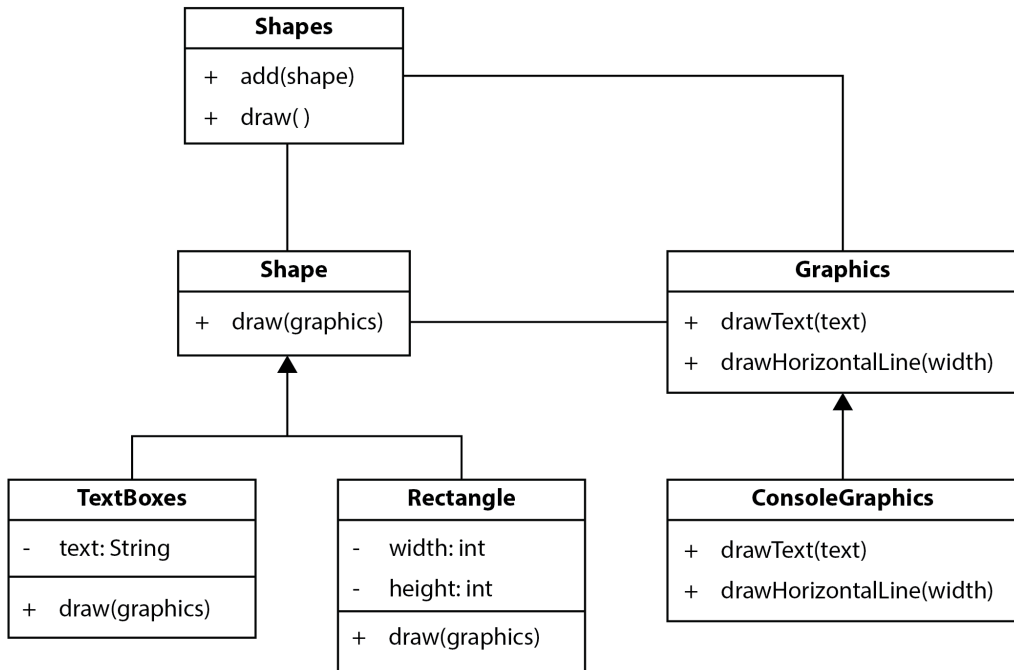 Shapes
+ add(shape)
+ draw( )
Shape
+ draw(graphics)
Graphics
+ drawText(text)
+ drawHorizontalLine(width)
TextBoxes
- text: String
+ draw(graphics)
Rectangle
- width: int
- height: int
+ draw(graphics)
ConsoleGraphics
+ drawText(text)
+ drawHorizontalLine(width)